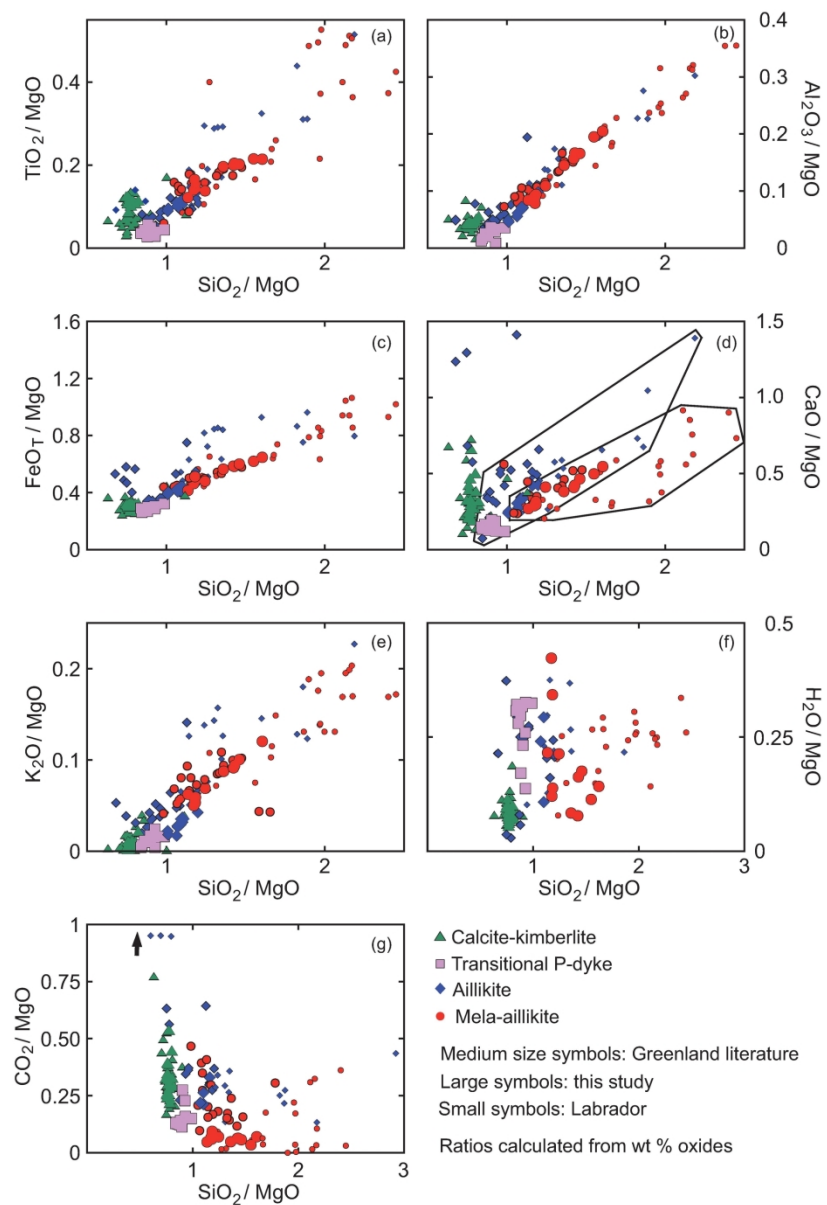 (a)
0.4
0.2
0
TiO2 / MgO
1
2
SiO2 / MgO
(b)
0.4
0.3
0.2
0.1
0
Al2O3 / MgO
1
2
SiO2 / MgO
(c)
1.6
1.2
0.8
0.4
0
FeOT / MgO
1
2
SiO2 / MgO
(d)
1.5
1.0
0.5
0
CaO / MgO
1
2
SiO2 / MgO
(e)
0.2
0.1
0
K2O / MgO
1
2
SiO2 / MgO
(f)
0.5
0.25
0
H2O / MgO
1
2
3
SiO2 / MgO
(g)
1
0.75
0.50
0.25
0
CO2 / MgO
1
2
3
SiO2 / MgO
Calcite-kimberlite
Transitional P-dyke
Aillikite
Mela-aillikite
Medium size symbols: Greenland literature
Large symbols: this study
Small symbols: Labrador
Ratios calculated from wt % oxides